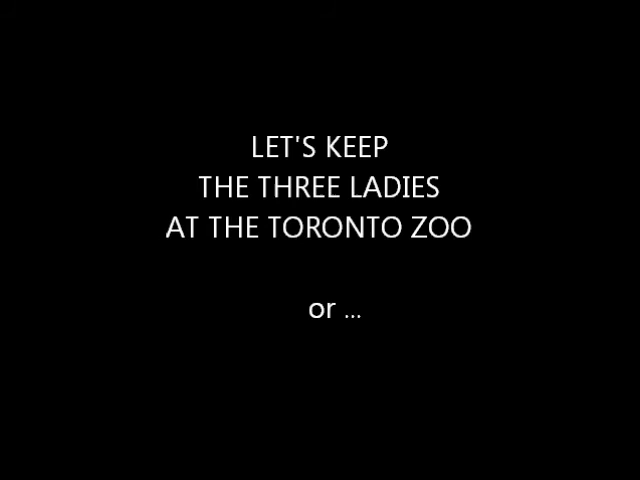 LET'S KEEP
THE THREE LADIES
AT THE TORONTO ZOO
or ...